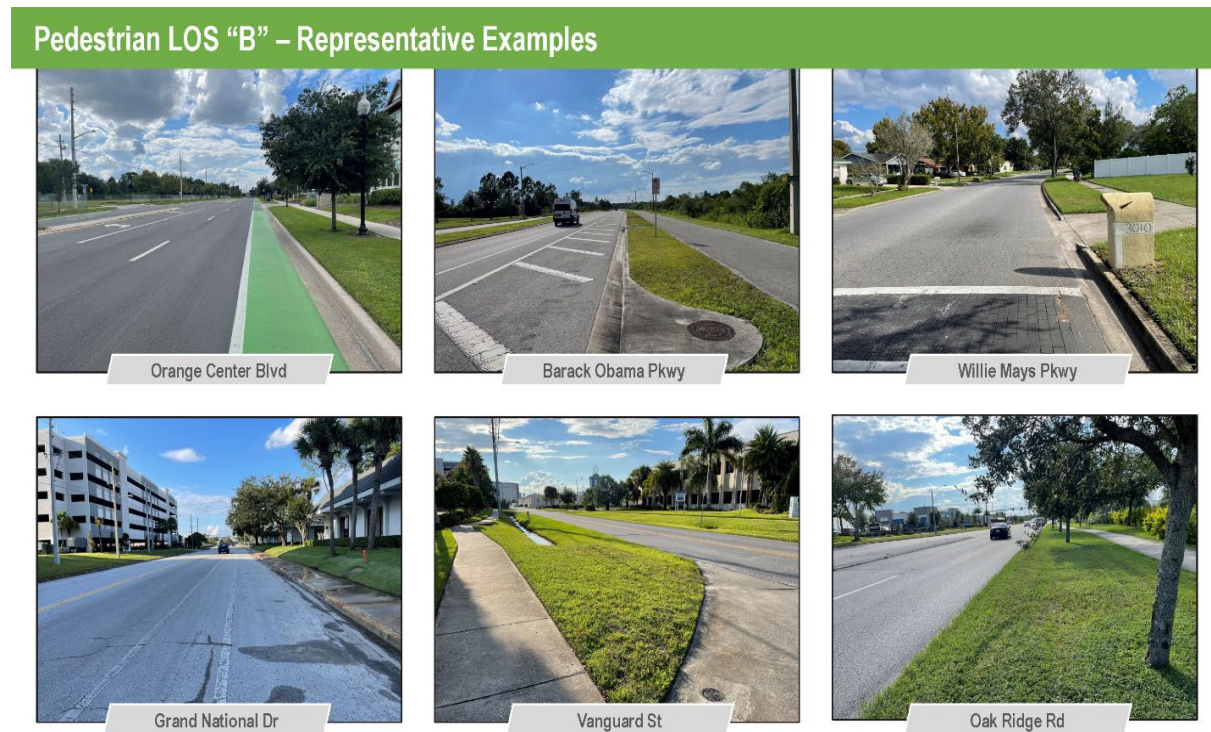 Pedestrian LOS “B” – Representative Examples
3010
Orange Center Blvd
Barack Obama Pkwy
Willie Mays Pkwy
Grand National Dr
Vanguard St
Oak Ridge Rd